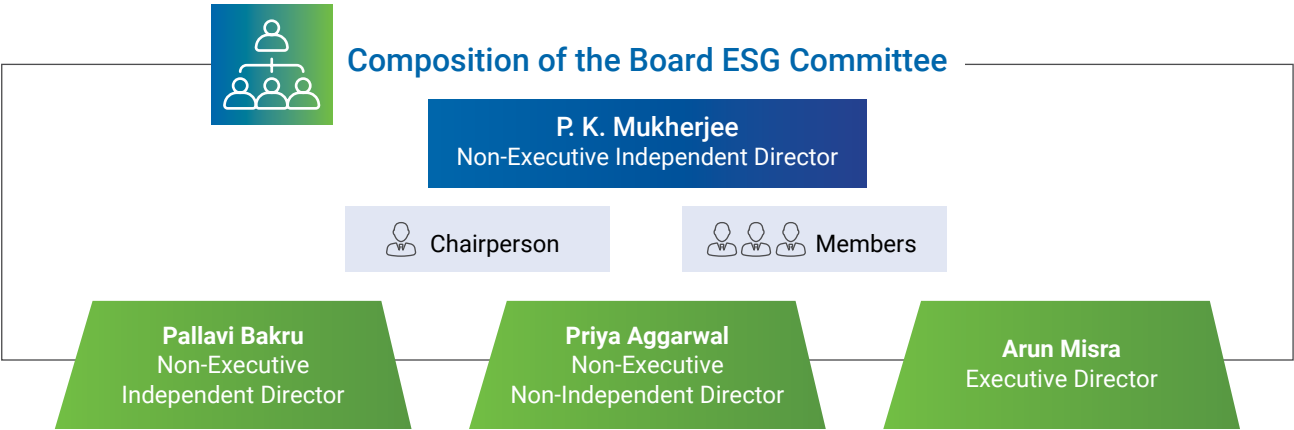 Composition of the Board ESG Committee
P. K. Mukherjee
Non-Executive Independent Director
Chairperson
Members
Pallavi Bakru
Non-Executive
Independent Director
Priya Aggarwal
Non-Executive
Non-Independent Director
Arun Misra
Executive Director